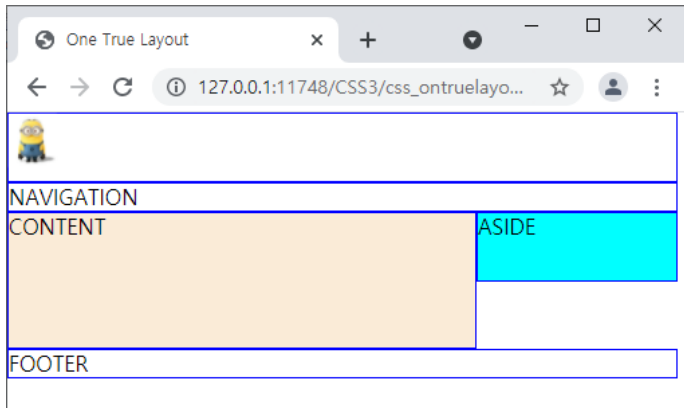 One True Layout
127.0.0.1:11748/CSS3/css_ontruelayo...
NAVIGATION
CONTENT
ASIDE
FOOTER